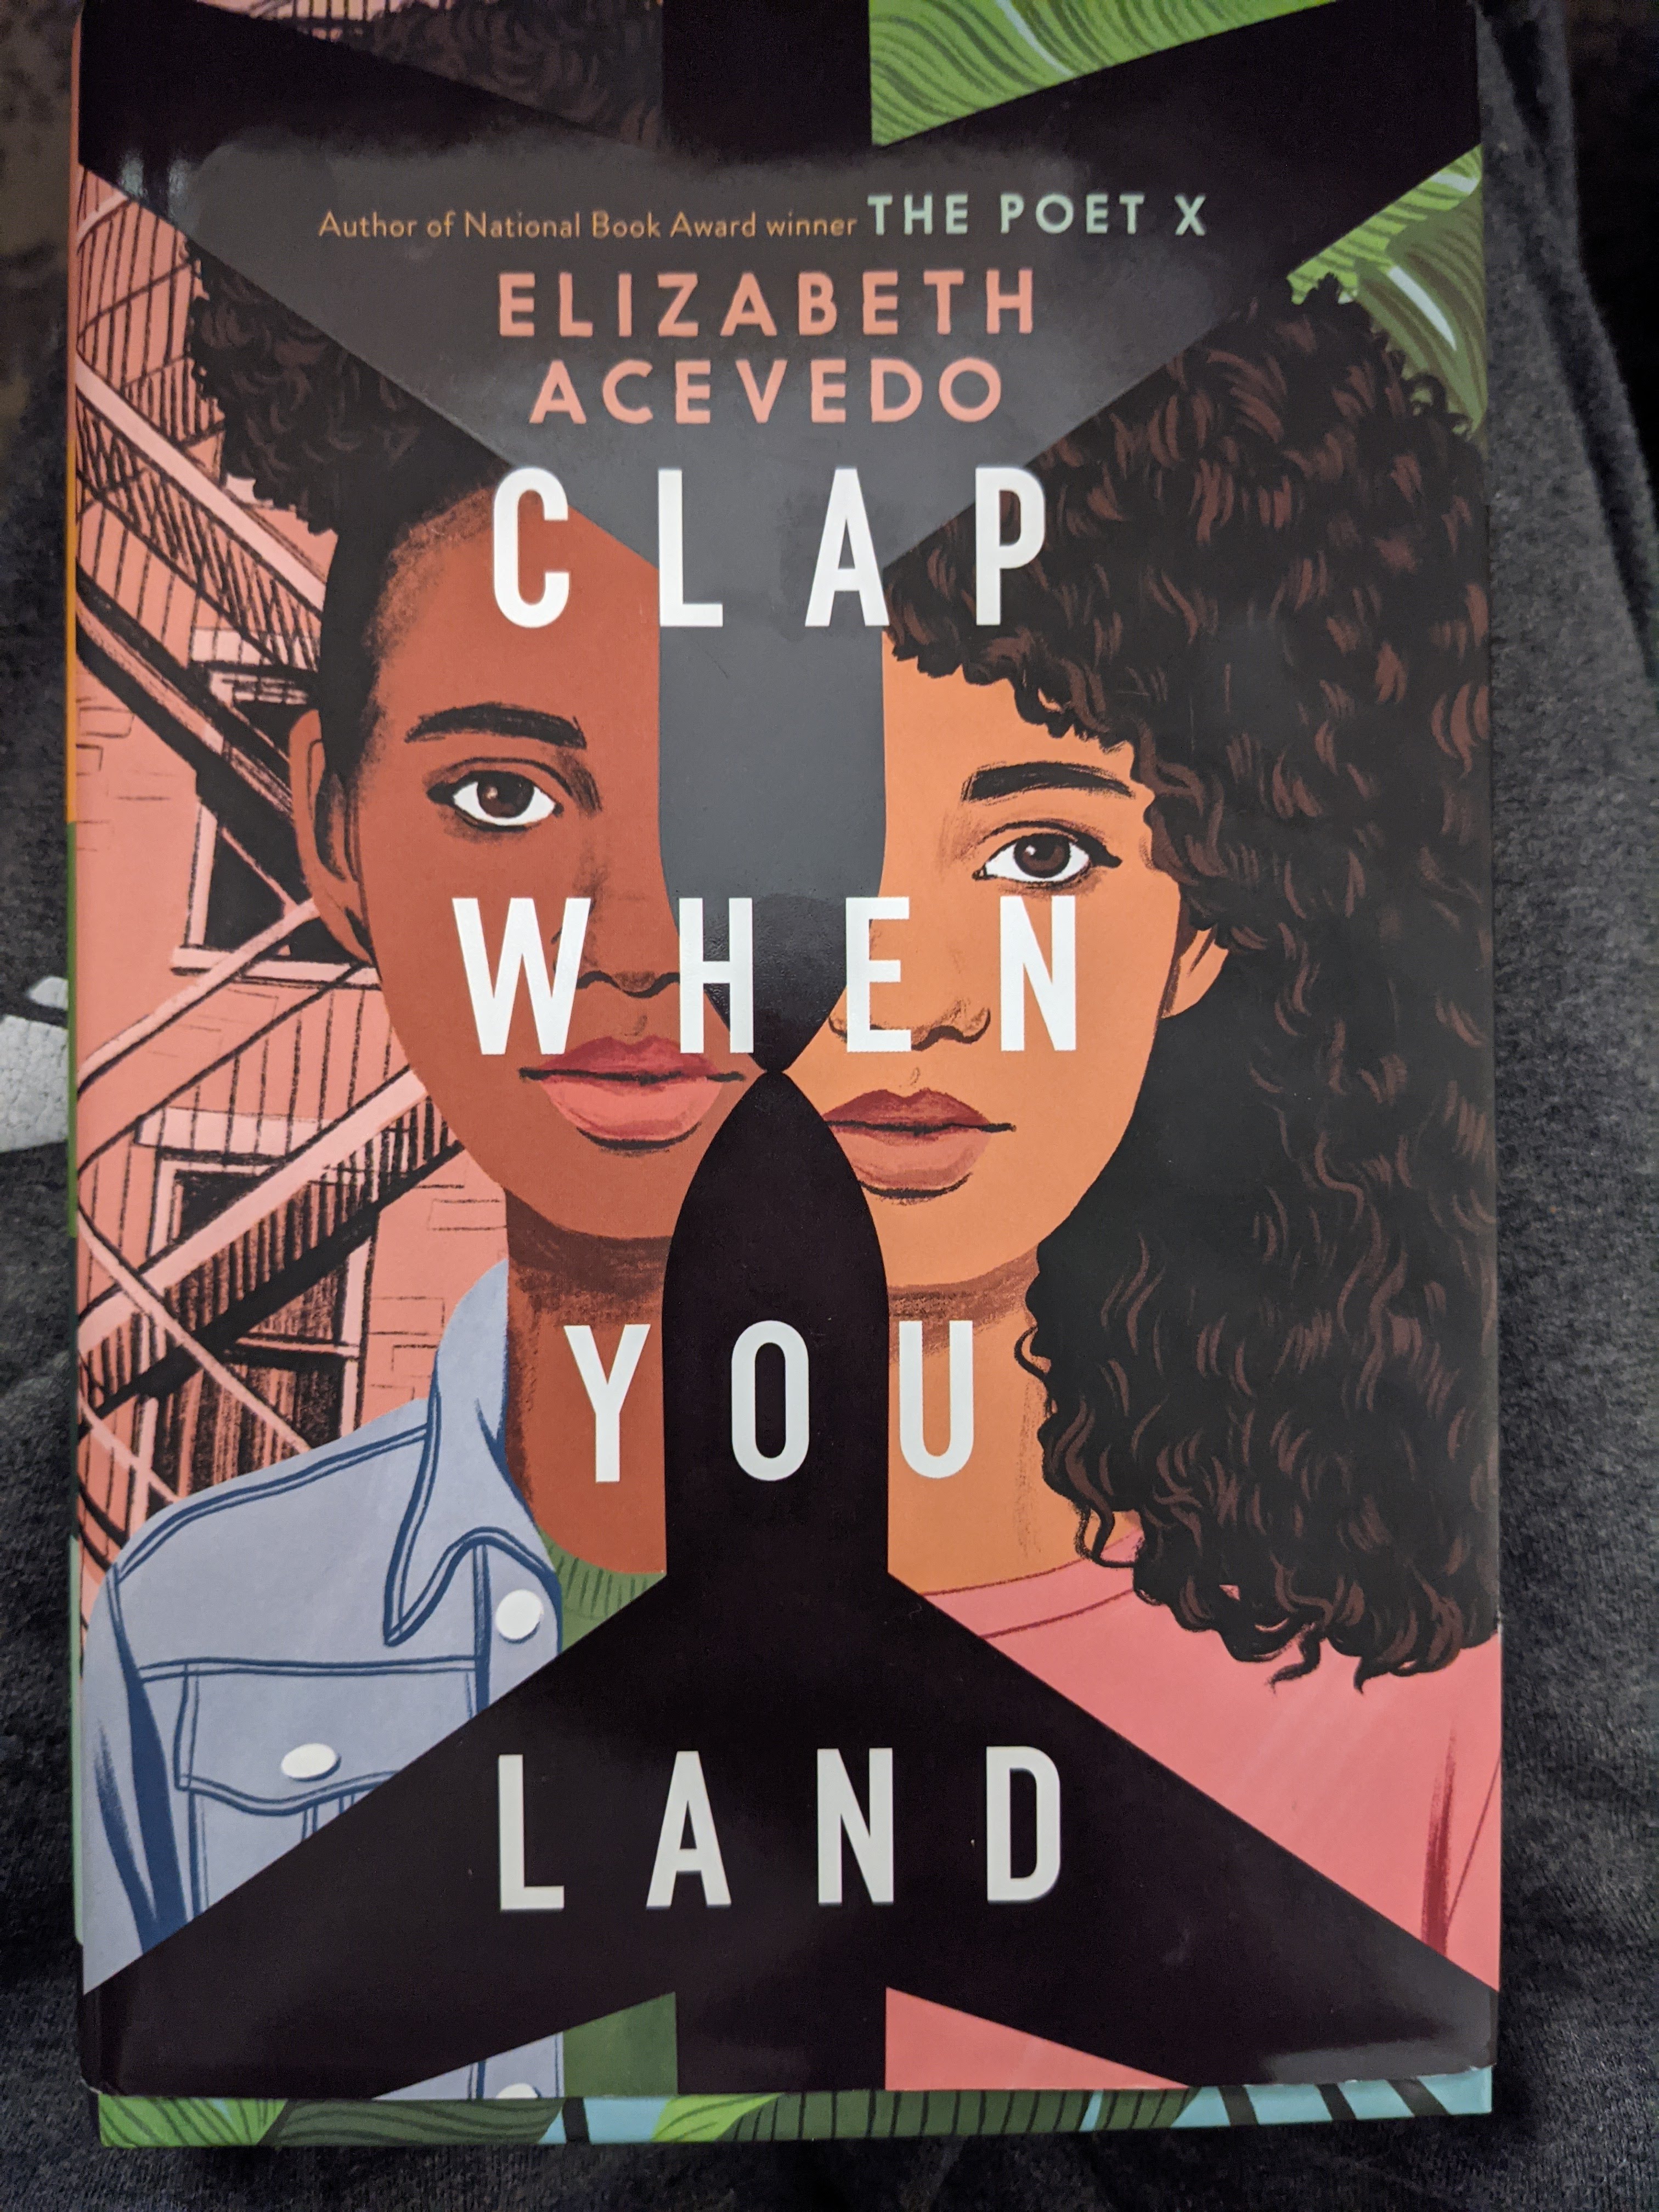 Author of National Book Award winner THE POET X
ELIZABETH
ACEVEDO
CLAP
WHEN
YOU
LAND